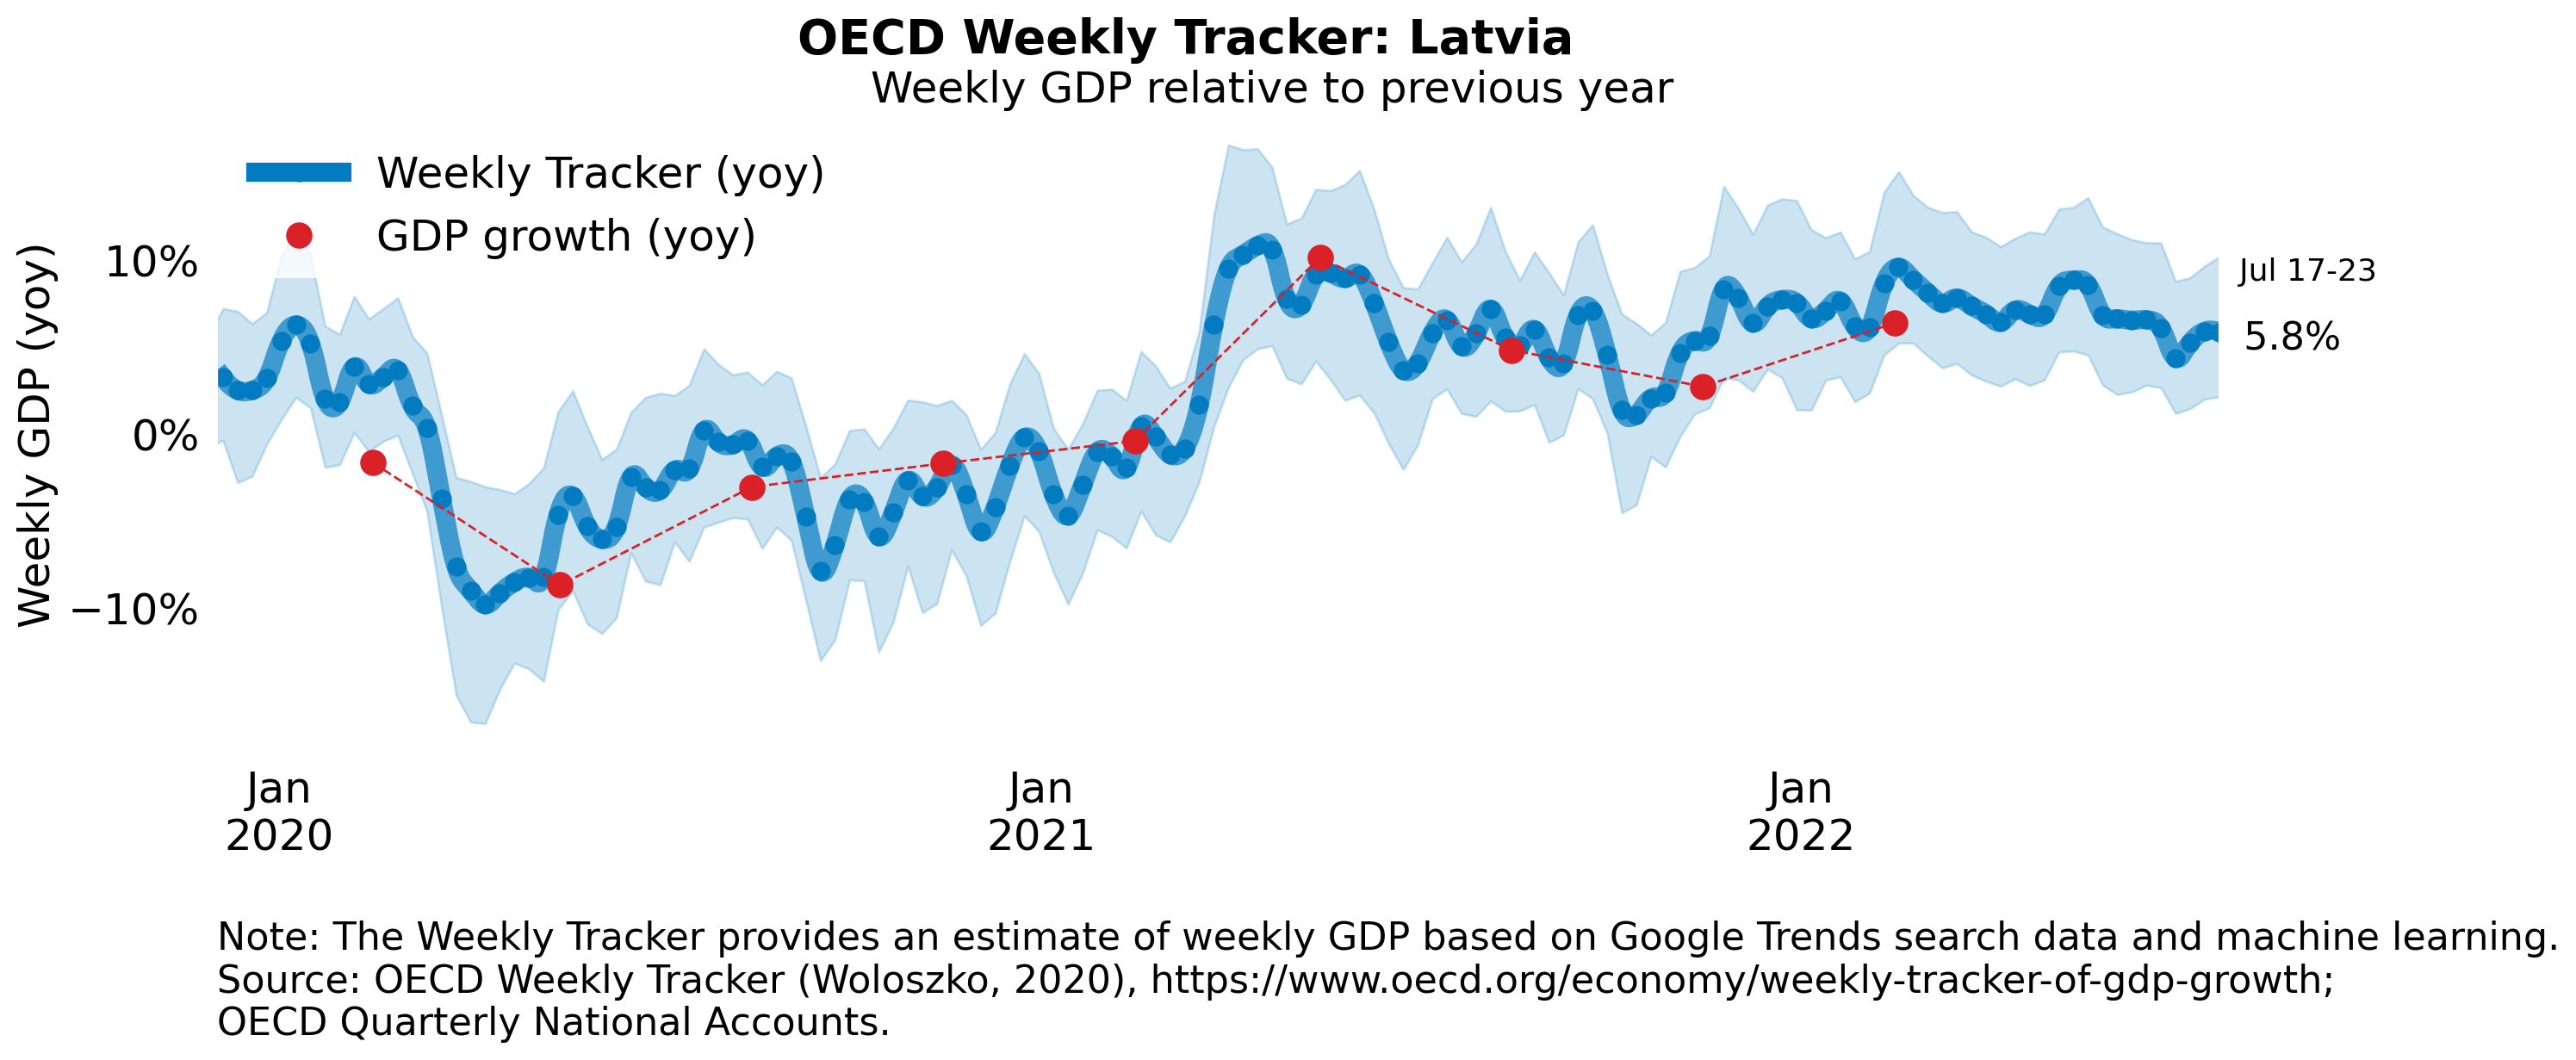 OECD Weekly Tracker: Latvia
Weekly GDP relative to previous year
Weekly Tracker (yoy)
GDP growth (yoy)
Weekly GDP (yoy)
10%
0%
−10%
Jul 17-23
5.8%
Jan
2020
Jan
2021
Jan
2022
Note: The Weekly Tracker provides an estimate of weekly GDP based on Google Trends search data and machine learning.
Source: OECD Weekly Tracker (Woloszko, 2020), https://www.oecd.org/economy/weekly-tracker-of-gdp-growth;
OECD Quarterly National Accounts.